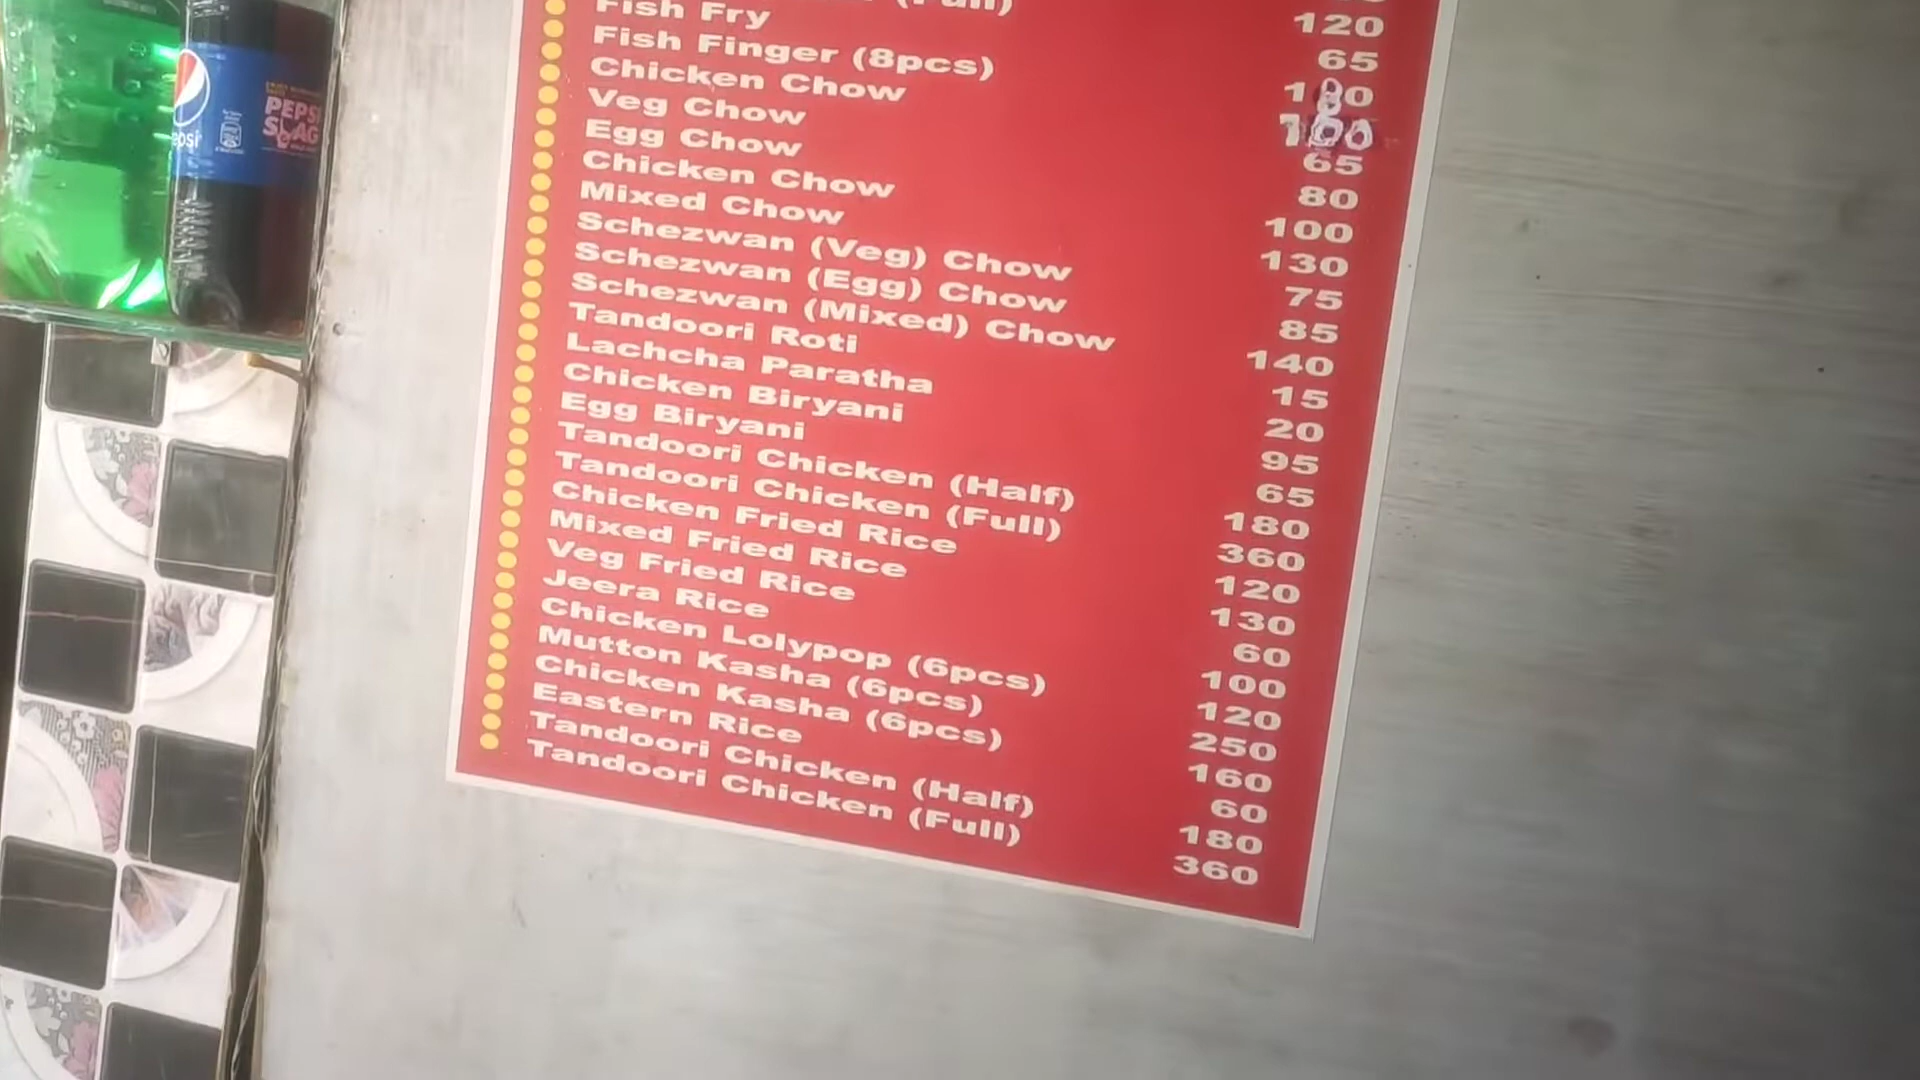 (Full) 120
Fish Fry 65
Fish Finger (8pcs)
Chicken Chow
Veg Chow 65
Egg Chow 80
Chicken Chow 100
Mixed Chow 130
Schezwan (Veg) Chow 75
Schezwan (Egg) Chow 85
Schezwan (Mixed) Chow 140
Tandoori Roti 15
Lachcha Paratha 20
Chicken Biryani 95
Egg Biryani 65
Tandoori Chicken (Half) 180
Tandoori Chicken (Full) 360
Chicken Fried Rice 120
Mixed Fried Rice 130
Veg Fried Rice 60
Jeera Rice 100
Chicken Lolypop (6pcs) 120
Mutton Kasha (6pcs) 250
Chicken Kasha (6pcs) 160
Eastern Rice 60
Tandoori Chicken (Half) 180
Tandoori Chicken (Full) 360
pepsi
PEPSI
SWAG